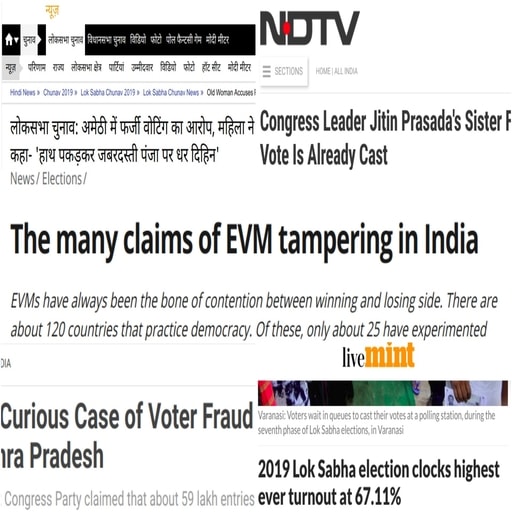 न्यूज़
चुनाव लोकसभा चुनाव विधानसभा चुनाव विडियो फोटो पोल फैन्टसी गेम मोदी मीटर
न्यूज़ परिणाम राज्य लोकसभा क्षेत्र पार्टियां उम्मीदवार विडियो फोटो हॉट सीट मोदी मीटर
Hindi News » Chunav 2019 » Lok Sabha Chunav 2019 » Lok Sabha Chunav News » Old Woman Accuses
लोकसभा चुनाव: अमेठी में फर्जी वोटिंग का आरोप, महिला ने
कहा- 'हाथ पकड़कर जबरदस्ती पंजा पर धर दिहिन'
News / Elections /
NDTV
SECTIONS HOME | ALL INDIA
Congress Leader Jitin Prasada's Sister F
Vote Is Already Cast
The many claims of EVM tampering in India
EVMs have always been the bone of contention between winning and losing side. There are
about 120 countries that practice democracy. Of these, only about 25 have experimented
DIA
Curious Case of Voter Fraud
hra Pradesh
Congress Party claimed that about 59 lakh entries
livemint
Varanasi: Voters wait in queues to cast their votes at a polling station, during the
seventh phase of Lok Sabha elections, in Varanasi
2019 Lok Sabha election clocks highest
ever turnout at 67.11%